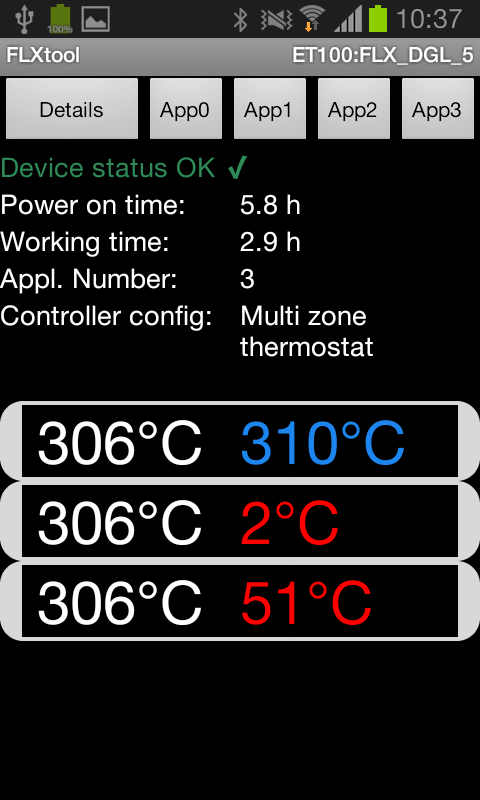 100% 10:37
FLXtool ET100:FLX_DGL_5
Details App0 App1 App2 App3
Device status OK ✓
Power on time: 5.8 h
Working time: 2.9 h
Appl. Number: 3
Controller config: Multi zone
thermostat
306°C 310°C
306°C 2°C
306°C 51°C